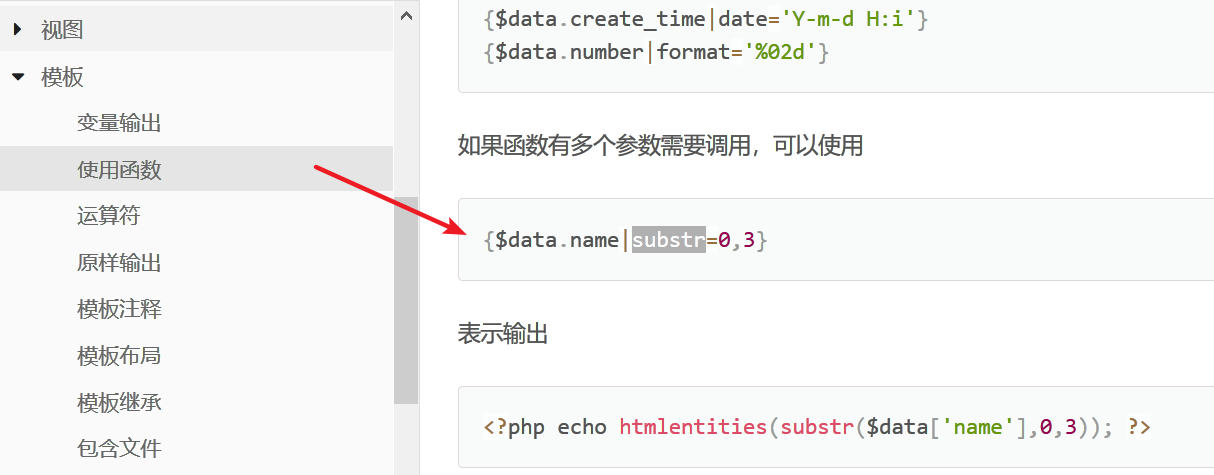 视图
模板
变量输出
使用函数
运算符
原样输出
模板注释
模板布局
模板继承
包含文件
{$data.create_time|date='Y-m-d H:i'}
{$data.number|format='%02d'}
如果函数有多个参数需要调用，可以使用
{$data.name|substr=0,3}
表示输出
<?php echo htmlentities(substr($data['name'],0,3)); ?>